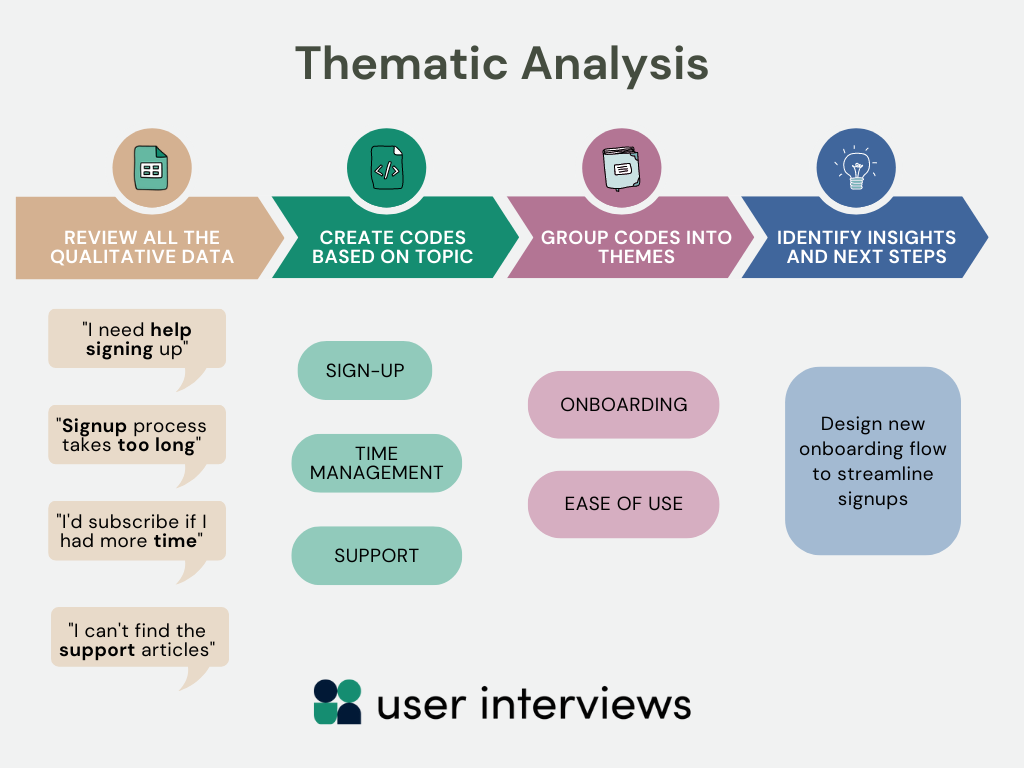 Thematic Analysis
REVIEW ALL THE
QUALITATIVE DATA
CREATE CODES
BASED ON TOPIC
GROUP CODES INTO
THEMES
IDENTIFY INSIGHTS
AND NEXT STEPS
"I need help
signing up"
"Signup process
takes too long"
"I'd subscribe if I
had more time"
"I can't find the
support articles"
SIGN-UP
TIME
MANAGEMENT
SUPPORT
ONBOARDING
EASE OF USE
Design new
onboarding flow
to streamline
signups
user interviews